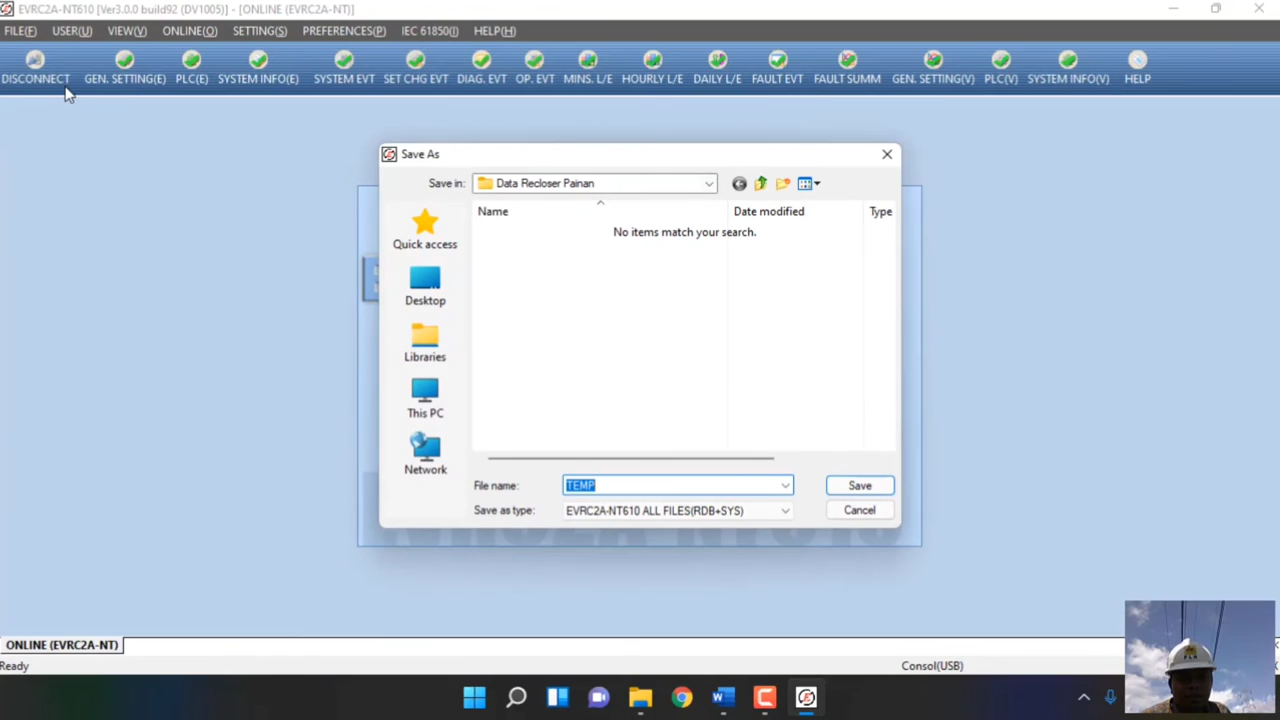 EVRC2A-NT610 [Ver3.0.0 build92 (DV1005)] - [ONLINE (EVRC2A-NT)]
FILE(F) USER(U) VIEW(V) ONLINE(O) SETTING(S) PREFERENCES(P) IEC 61850(I) HELP(H)
DISCONNECT GEN. SETTING(E) PLC(E) SYSTEM INFO(E) SYSTEM EVT SET CHG EVT DIAG. EVT OP. EVT MINS. L/E HOURLY L/E DAILY L/E FAULT EVT FAULT SUMM GEN. SETTING(V) PLC(V) SYSTEM INFO(V) HELP
Save As
Save in: Data Recloser Painan
Name Date modified Type
No items match your search.
Quick access
Desktop
Libraries
This PC
Network
File name: TEMP Save
Save as type: EVRC2A-NT610 ALL FILES(RDB+SYS) Cancel
ONLINE (EVRC2A-NT)
Ready Consol(USB)